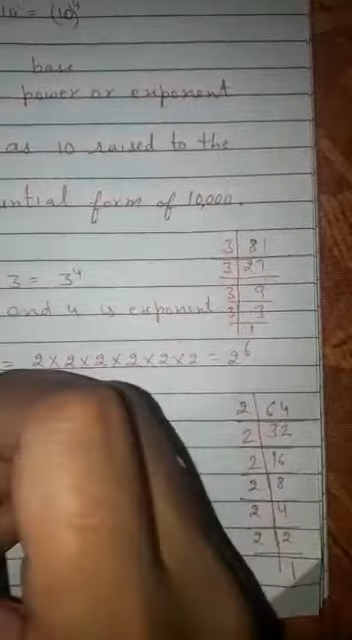 10 = (10)⁴
base
power or exponent
as 10 raised to the
ential form of 10,000.
3 = 3⁴
and 4 is exponent
= 2×2×2×2×2×2 = 2⁶
3 | 81
3 | 27
3 | 9
3 | 3
1
2 | 64
2 | 32
2 | 16
2 | 8
2 | 4
2 | 2
1